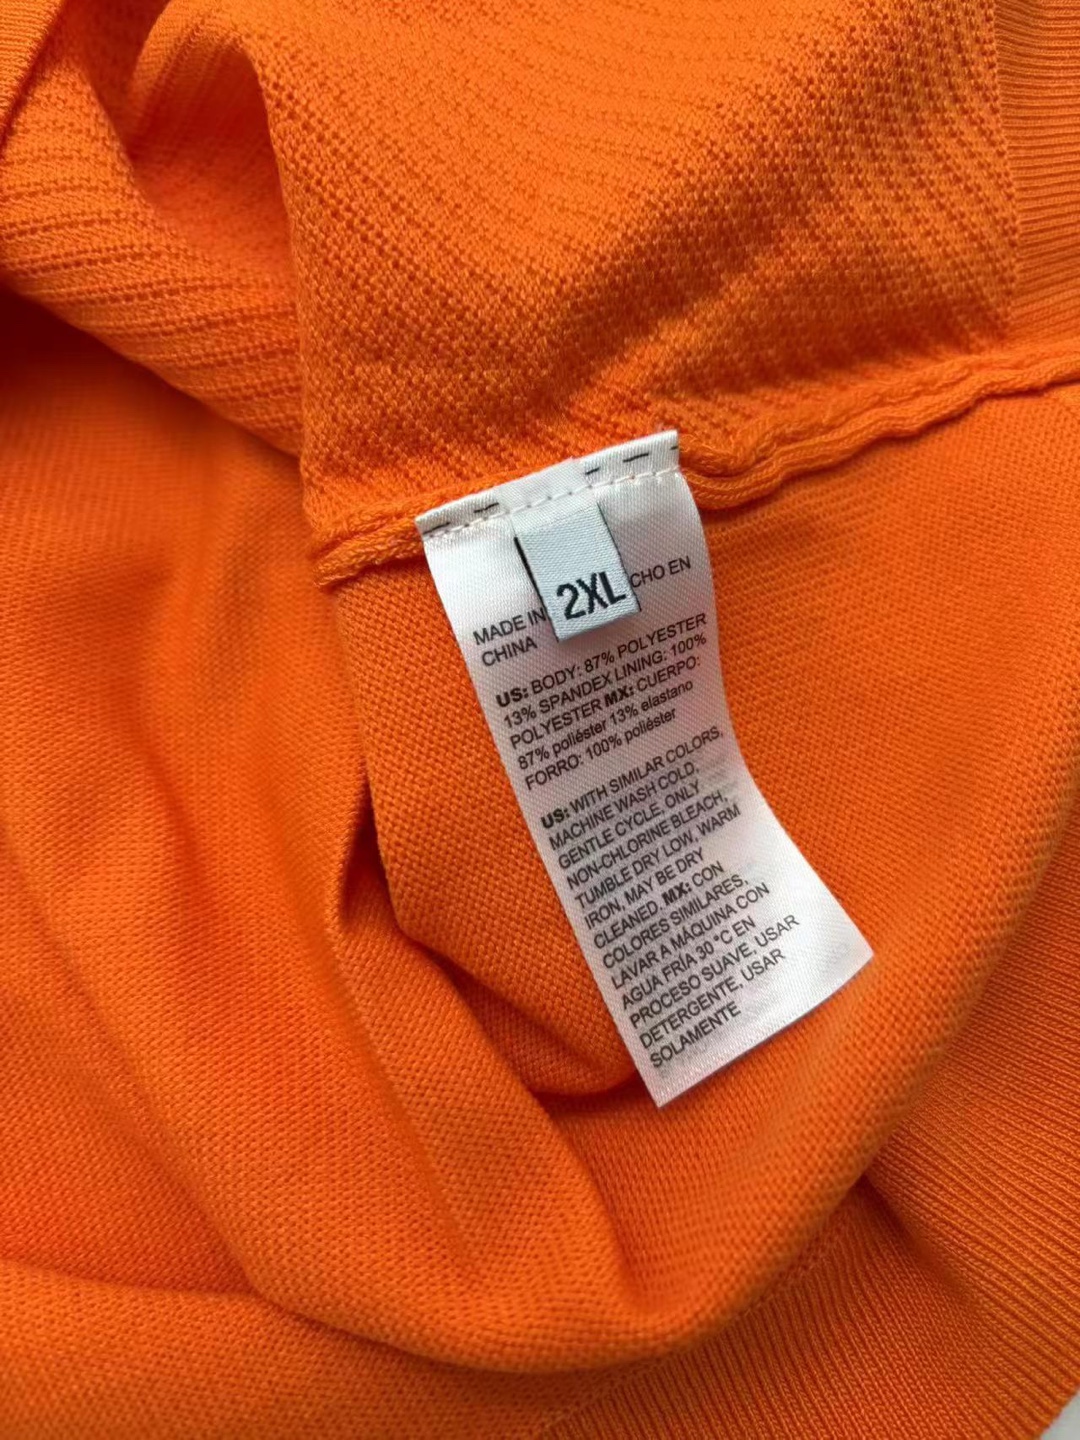 2XL
MADE IN CHO EN
CHINA
US: BODY: 87% POLYESTER
13% SPANDEX LINING: 100%
POLYESTER MX: CUERPO:
87% poliéster 13% elastano
FORRO: 100% poliéster
US: WITH SIMILAR COLORS,
MACHINE WASH COLD,
GENTLE CYCLE, ONLY
NON-CHLORINE BLEACH,
TUMBLE DRY LOW, WARM
IRON, MAY BE DRY
CLEANED. MX: CON
COLORES SIMILARES,
LAVAR A MÁQUINA CON
AGUA FRÍA 30 °C EN
PROCESO SUAVE, USAR
DETERGENTE, USAR
SOLAMENTE